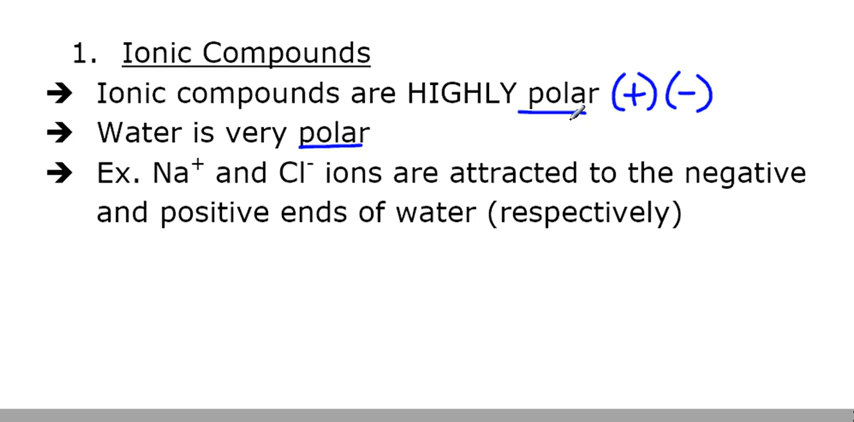 1. Ionic Compounds
➔ Ionic compounds are HIGHLY polar (+) (-)
➔ Water is very polar
➔ Ex. Na⁺ and Cl⁻ ions are attracted to the negative
and positive ends of water (respectively)